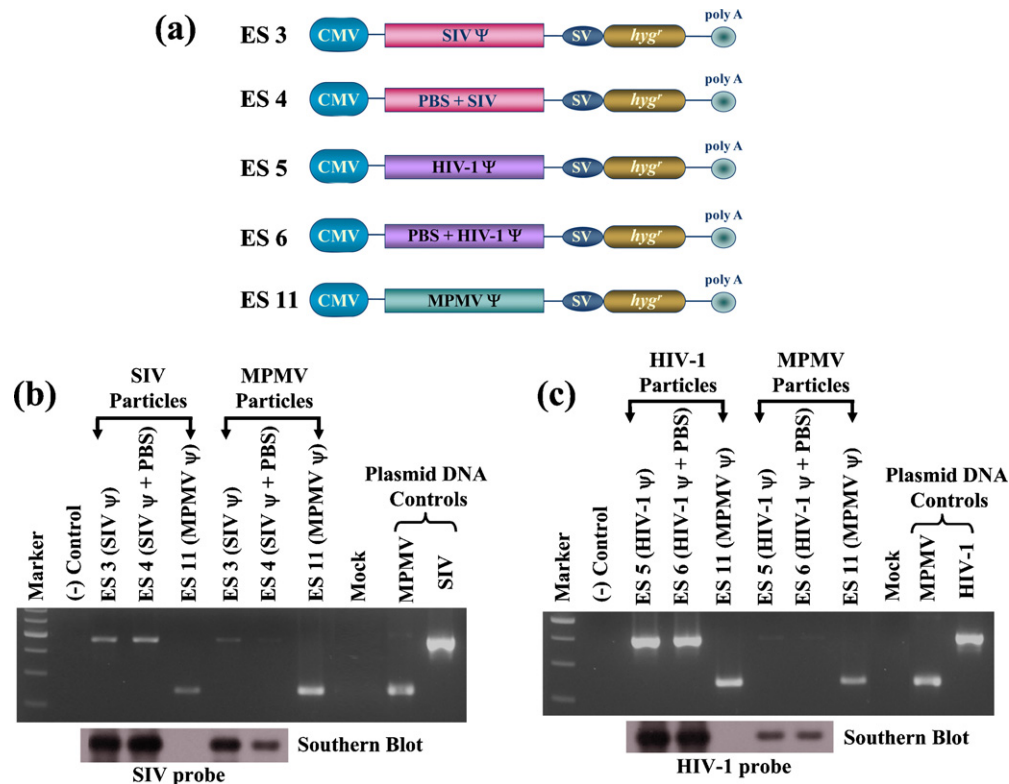 (a)
poly A
ES 3 CMV SIV Ψ SV hygʳ
poly A
ES 4 CMV PBS + SIV SV hygʳ
poly A
ES 5 CMV HIV-1 Ψ SV hygʳ
poly A
ES 6 CMV PBS + HIV-1 Ψ SV hygʳ
poly A
ES 11 CMV MPMV Ψ SV hygʳ
(b)
SIV Particles
MPMV Particles
Plasmid DNA Controls
Marker
(-) Control
ES 3 (SIV ψ)
ES 4 (SIV ψ + PBS)
ES 11 (MPMV ψ)
ES 3 (SIV ψ)
ES 4 (SIV ψ + PBS)
ES 11 (MPMV ψ)
Mock
MPMV
SIV
Southern Blot
SIV probe
(c)
HIV-1 Particles
MPMV Particles
Plasmid DNA Controls
Marker
(-) Control
ES 5 (HIV-1 ψ)
ES 6 (HIV-1 ψ + PBS)
ES 11 (MPMV ψ)
ES 5 (HIV-1 ψ)
ES 6 (HIV-1 ψ + PBS)
ES 11 (MPMV ψ)
Mock
MPMV
HIV-1
Southern Blot
HIV-1 probe